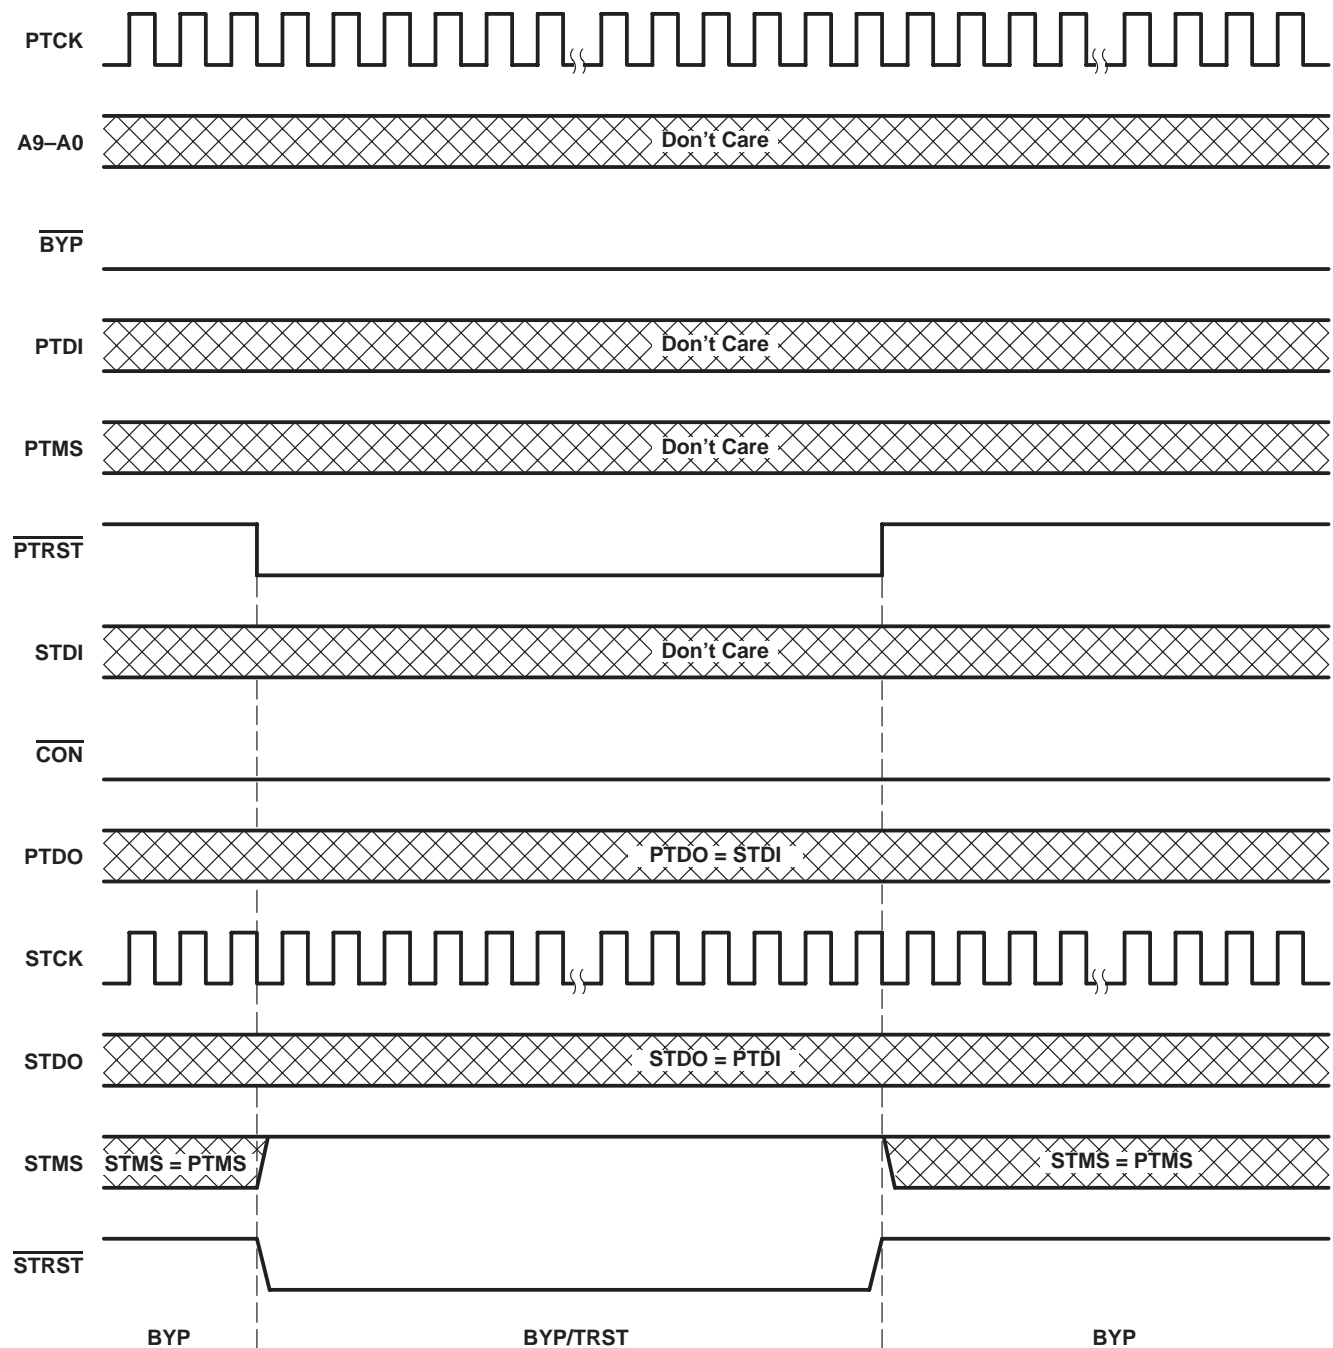 PTCK
A9–A0 Don't Care
BYP
PTDI Don't Care
PTMS Don't Care
PTRST
STDI Don't Care
CON
PTDO PTDO = STDI
STCK
STDO STDO = PTDI
STMS STMS = PTMS STMS = PTMS
STRST
BYP BYP/TRST BYP